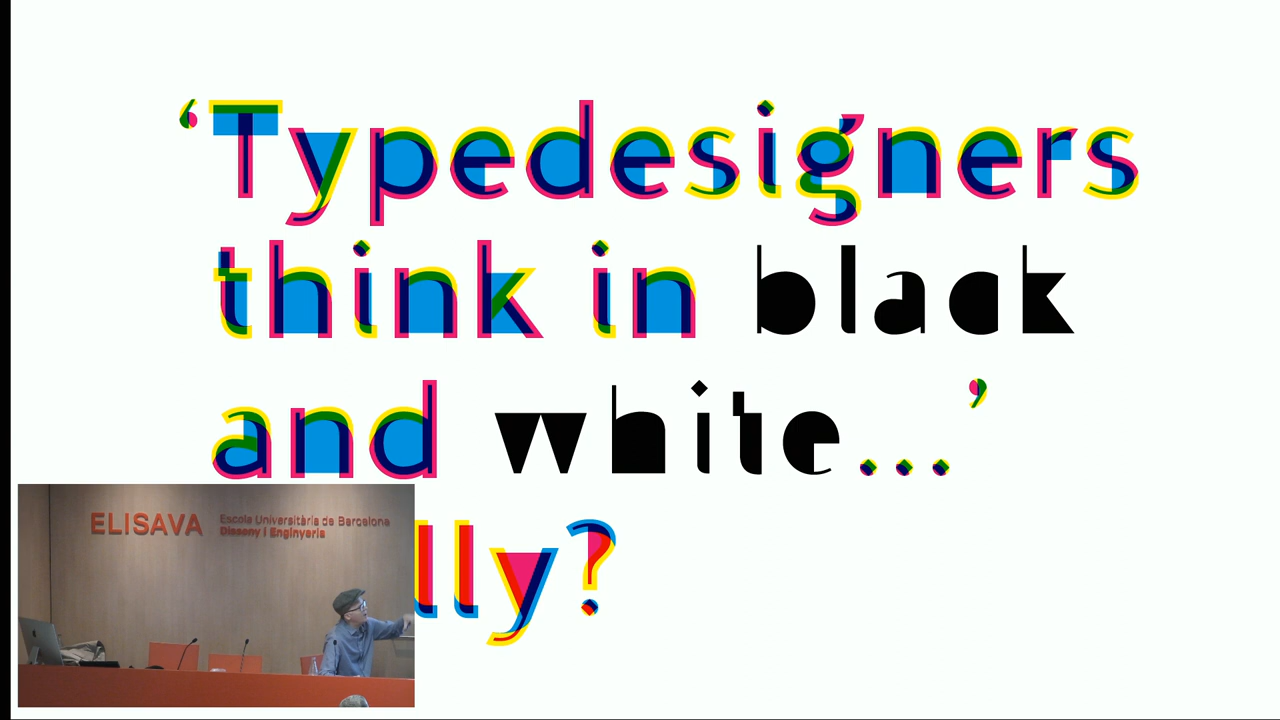 ‘Typedesigners
think in black
and white...’
lly?
ELISAVA
Escola Universitària de Barcelona
Disseny i Enginyeria